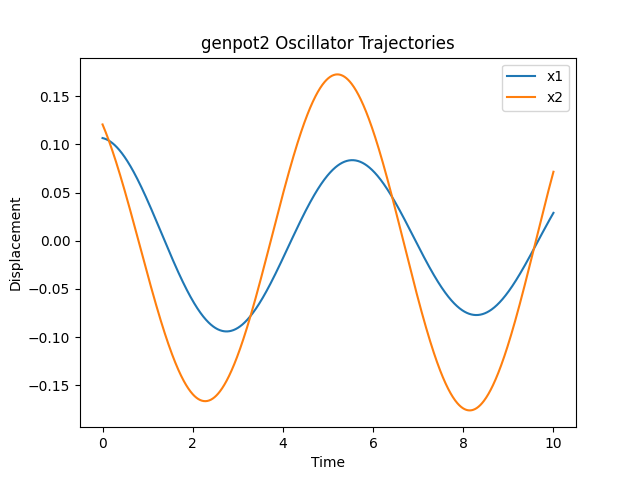 genpot2 Oscillator Trajectories
x1
x2
0.15
0.10
0.05
0.00
−0.05
−0.10
−0.15
Displacement
0 2 4 6 8 10
Time